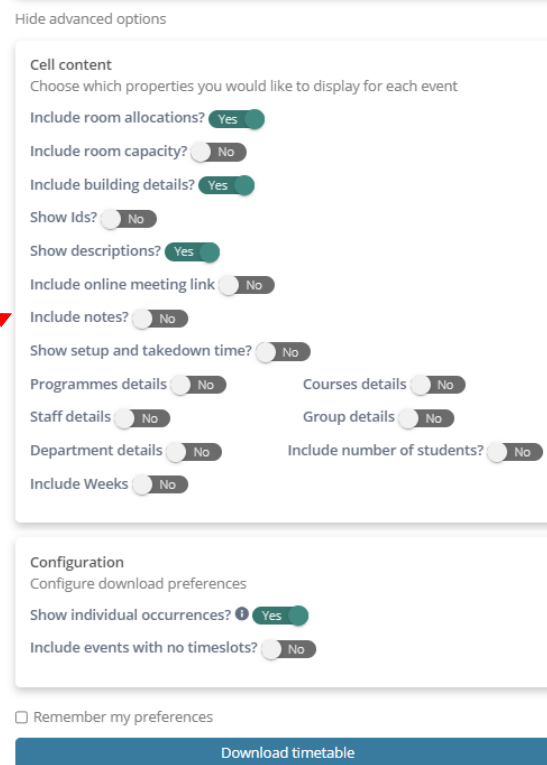 Hide advanced options
Cell content
Choose which properties you would like to display for each event
Include room allocations? Yes
Include room capacity? No
Include building details? Yes
Show Ids? No
Show descriptions? Yes
Include online meeting link No
Include notes? No
Show setup and takedown time? No
Programmes details No Courses details No
Staff details No Group details No
Department details No Include number of students? No
Include Weeks No
Configuration
Configure download preferences
Show individual occurrences? i Yes
Include events with no timeslots? No
Remember my preferences
Download timetable